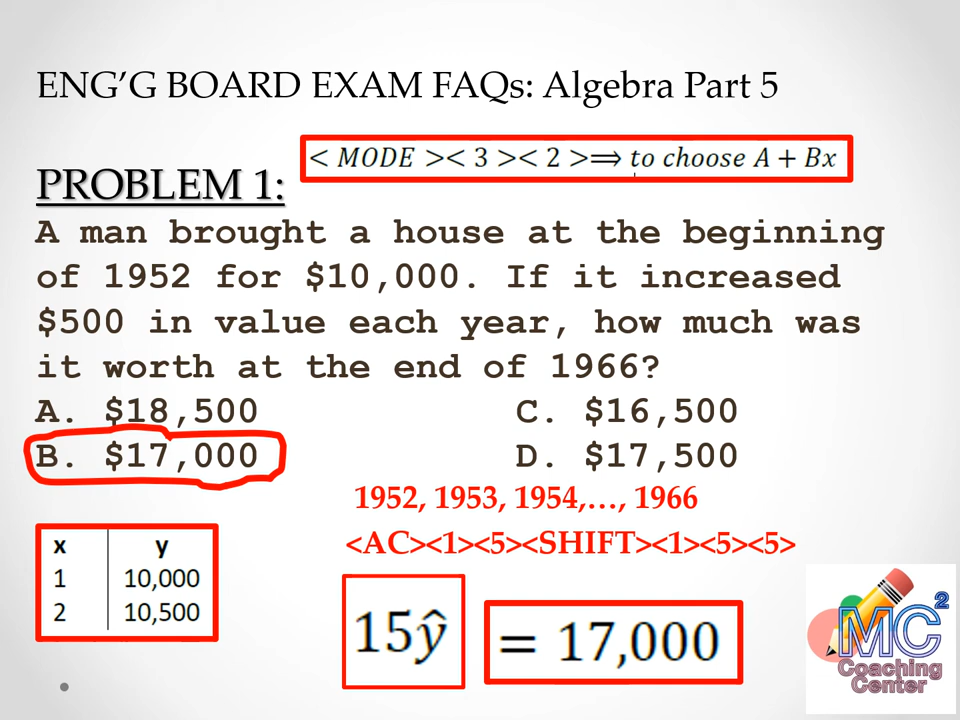 ENG’G BOARD EXAM FAQs: Algebra Part 5
< MODE >< 3 >< 2 >⟹ to choose A + Bx
PROBLEM 1:
A man brought a house at the beginning
of 1952 for $10,000. If it increased
$500 in value each year, how much was
it worth at the end of 1966?
A. $18,500 C. $16,500
B. $17,000 D. $17,500
1952, 1953, 1954,…, 1966
<AC><1><5><SHIFT><1><5><5>
x y
1 10,000
2 10,500
15ŷ = 17,000
MC2
Coaching
Center